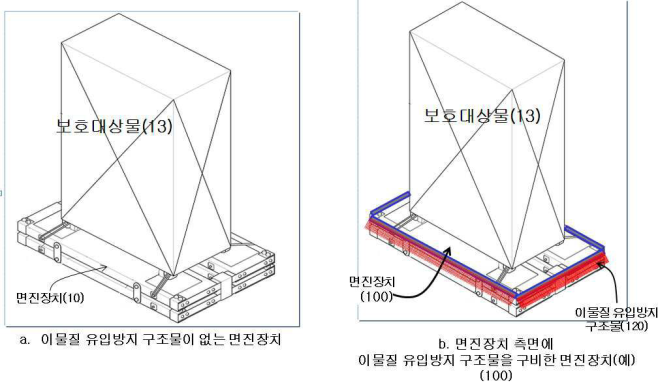 보호대상물(13)
면진장치(10)
a. 이물질 유입방지 구조물이 없는 면진장치
보호대상물(13)
면진장치
(100)
이물질 유입방지
구조물(120)
b. 면진장치 측면에
이물질 유입방지 구조물을 구비한 면진장치(예)
(100)